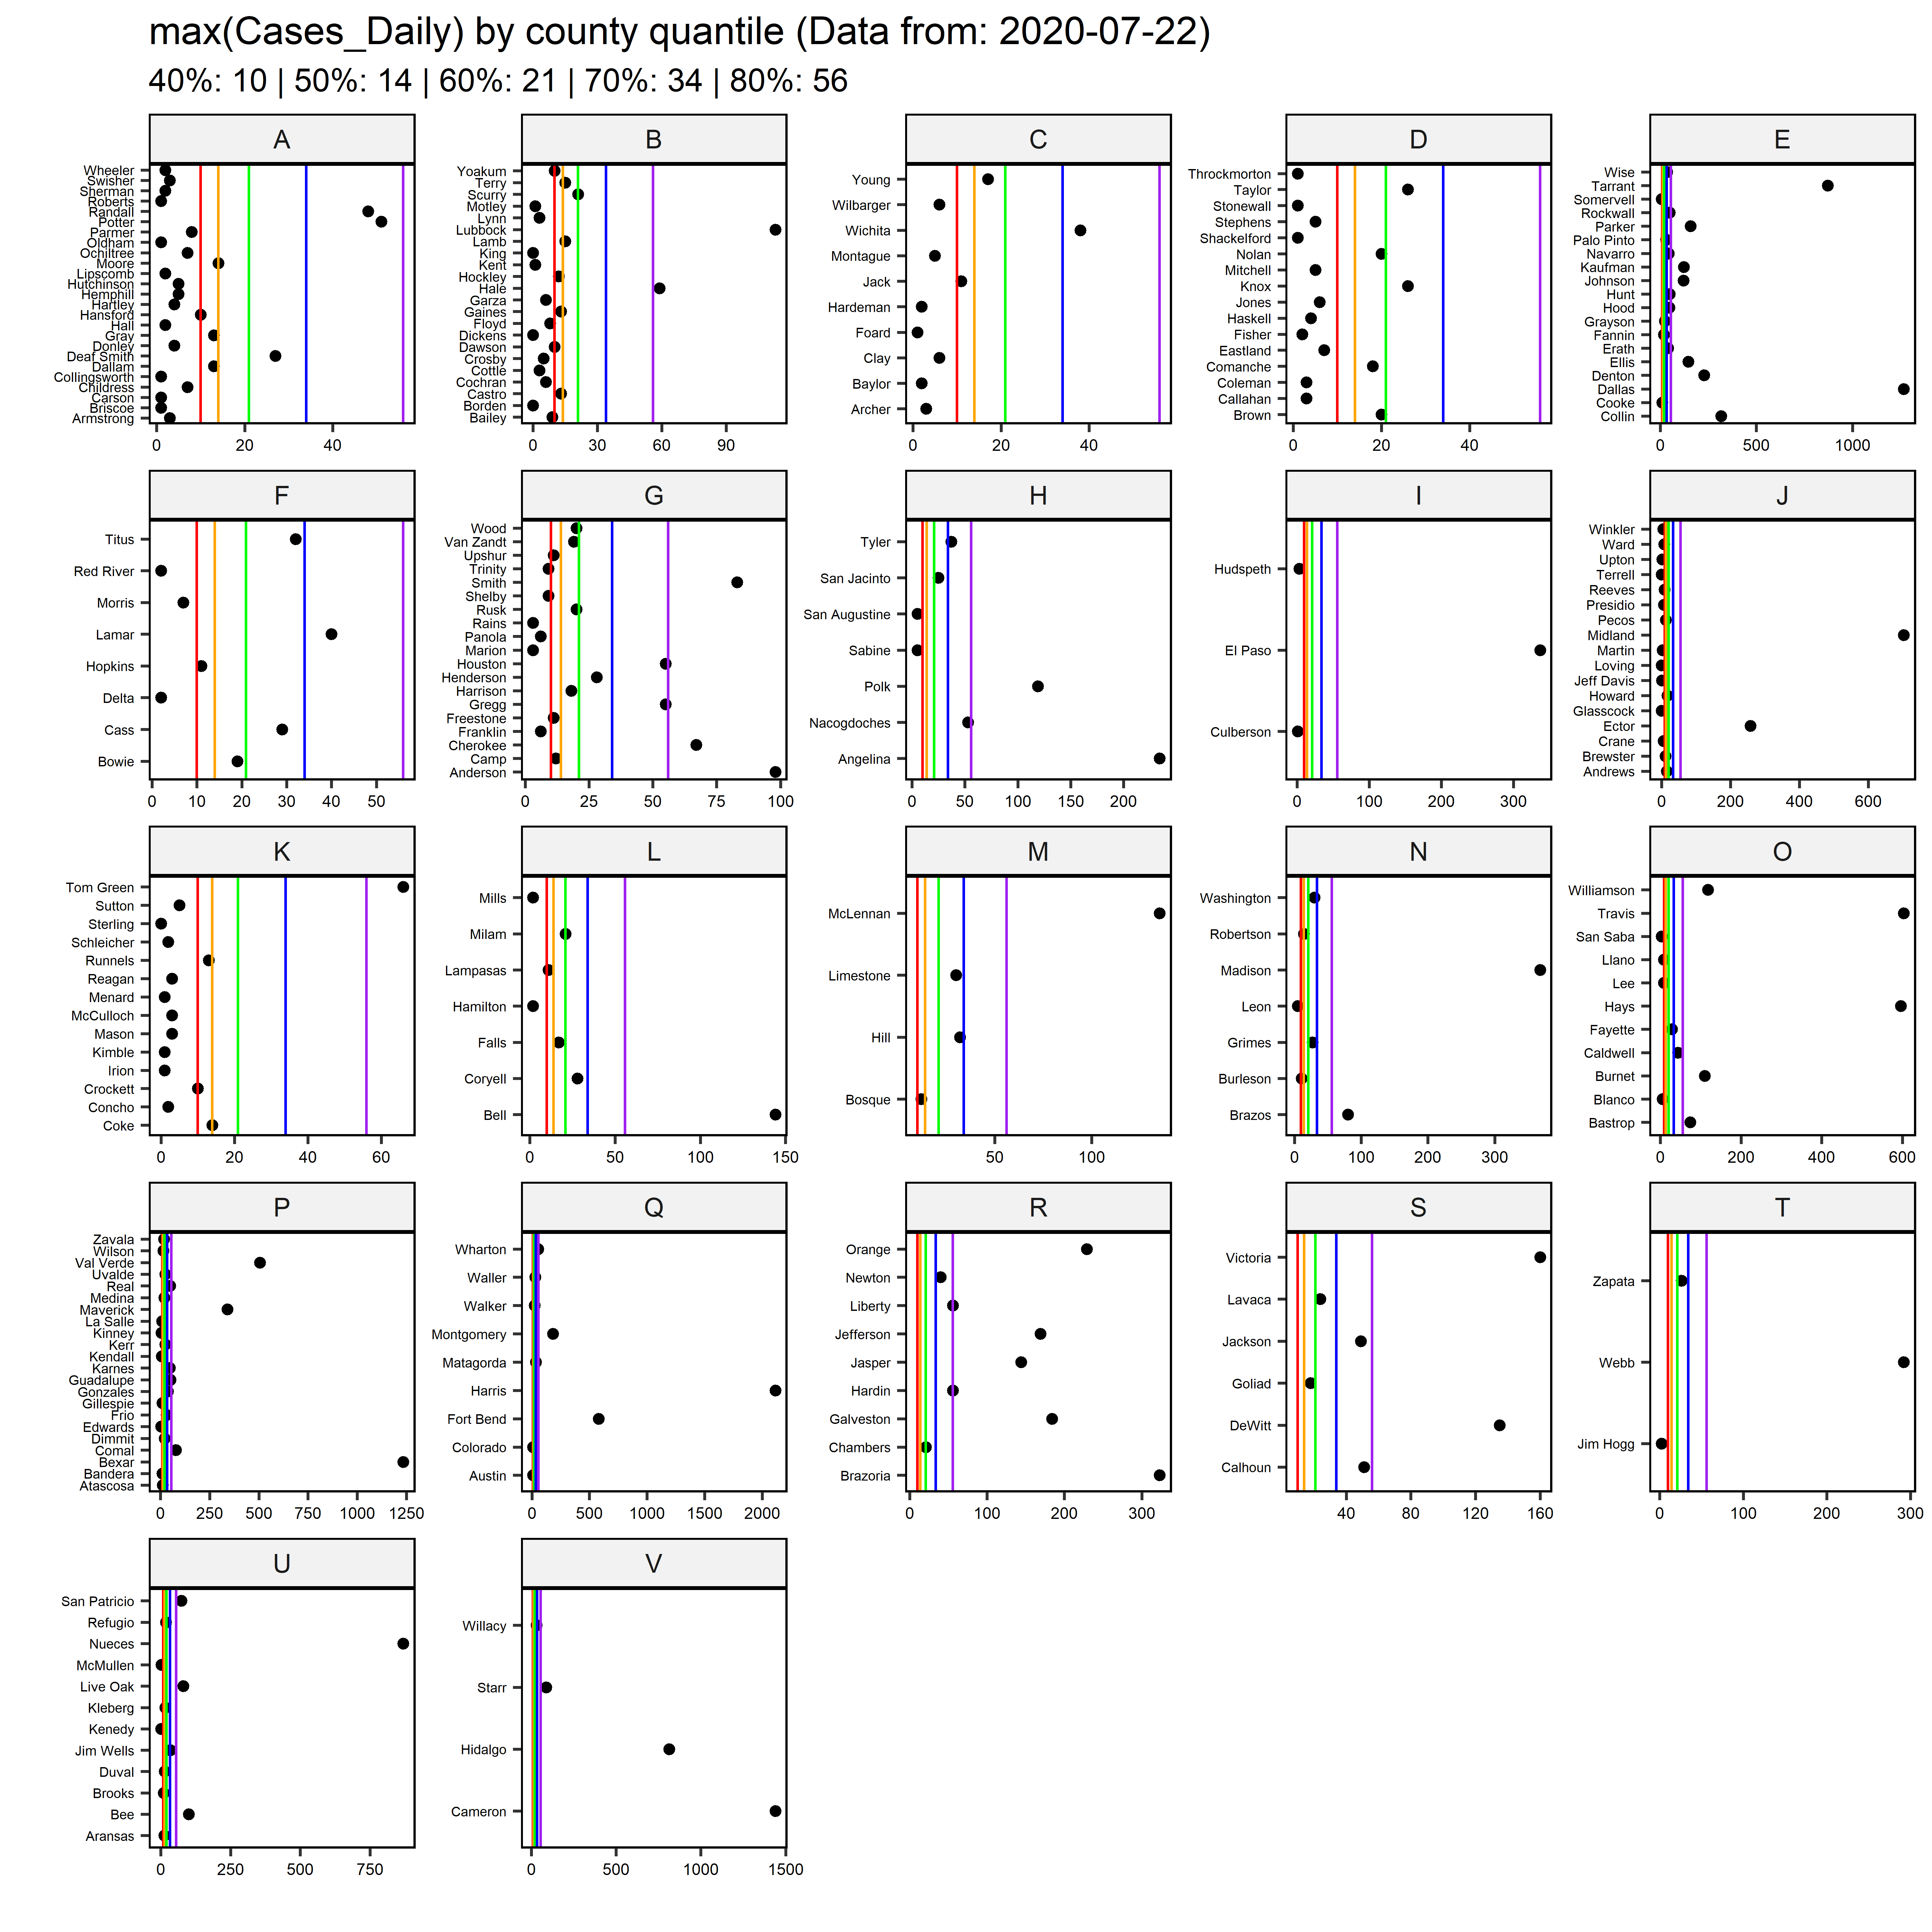 max(Cases_Daily) by county quantile (Data from: 2020-07-22)
40%: 10 | 50%: 14 | 60%: 21 | 70%: 34 | 80%: 56
A
Wheeler
Swisher
Sherman
Roberts
Randall
Potter
Parmer
Oldham
Ochiltree
Moore
Lipscomb
Hutchinson
Hemphill
Hartley
Hansford
Hall
Gray
Donley
Deaf Smith
Dallam
Collingsworth
Childress
Carson
Briscoe
Armstrong
0 20 40
B
Yoakum
Terry
Scurry
Motley
Lynn
Lubbock
Lamb
King
Kent
Hockley
Hale
Garza
Gaines
Floyd
Dickens
Dawson
Crosby
Cottle
Cochran
Castro
Borden
Bailey
0 30 60 90
C
Young
Wilbarger
Wichita
Montague
Jack
Hardeman
Foard
Clay
Baylor
Archer
0 20 40
D
Throckmorton
Taylor
Stonewall
Stephens
Shackelford
Nolan
Mitchell
Knox
Jones
Haskell
Fisher
Eastland
Comanche
Coleman
Callahan
Brown
0 20 40
E
Wise
Tarrant
Somervell
Rockwall
Parker
Palo Pinto
Navarro
Kaufman
Johnson
Hunt
Hood
Grayson
Fannin
Erath
Ellis
Denton
Dallas
Cooke
Collin
0 500 1000
F
Titus
Red River
Morris
Lamar
Hopkins
Delta
Cass
Bowie
0 10 20 30 40 50
G
Wood
Van Zandt
Upshur
Trinity
Smith
Shelby
Rusk
Rains
Panola
Marion
Houston
Henderson
Harrison
Gregg
Freestone
Franklin
Cherokee
Camp
Anderson
0 25 50 75 100
H
Tyler
San Jacinto
San Augustine
Sabine
Polk
Nacogdoches
Angelina
0 50 100 150 200
I
Hudspeth
El Paso
Culberson
0 100 200 300
J
Winkler
Ward
Upton
Terrell
Reeves
Presidio
Pecos
Midland
Martin
Loving
Jeff Davis
Howard
Glasscock
Ector
Crane
Brewster
Andrews
0 200 400 600
K
Tom Green
Sutton
Sterling
Schleicher
Runnels
Reagan
Menard
McCulloch
Mason
Kimble
Irion
Crockett
Concho
Coke
0 20 40 60
L
Mills
Milam
Lampasas
Hamilton
Falls
Coryell
Bell
0 50 100 150
M
McLennan
Limestone
Hill
Bosque
50 100
N
Washington
Robertson
Madison
Leon
Grimes
Burleson
Brazos
0 100 200 300
O
Williamson
Travis
San Saba
Llano
Lee
Hays
Fayette
Caldwell
Burnet
Blanco
Bastrop
0 200 400 600
P
Zavala
Wilson
Val Verde
Uvalde
Real
Medina
Maverick
La Salle
Kinney
Kerr
Kendall
Karnes
Guadalupe
Gonzales
Gillespie
Frio
Edwards
Dimmit
Comal
Bexar
Bandera
Atascosa
0 250 500 750 1000 1250
Q
Wharton
Waller
Walker
Montgomery
Matagorda
Harris
Fort Bend
Colorado
Austin
0 500 1000 1500 2000
R
Orange
Newton
Liberty
Jefferson
Jasper
Hardin
Galveston
Chambers
Brazoria
0 100 200 300
S
Victoria
Lavaca
Jackson
Goliad
DeWitt
Calhoun
40 80 120 160
T
Zapata
Webb
Jim Hogg
0 100 200 300
U
San Patricio
Refugio
Nueces
McMullen
Live Oak
Kleberg
Kenedy
Jim Wells
Duval
Brooks
Bee
Aransas
0 250 500 750
V
Willacy
Starr
Hidalgo
Cameron
0 500 1000 1500